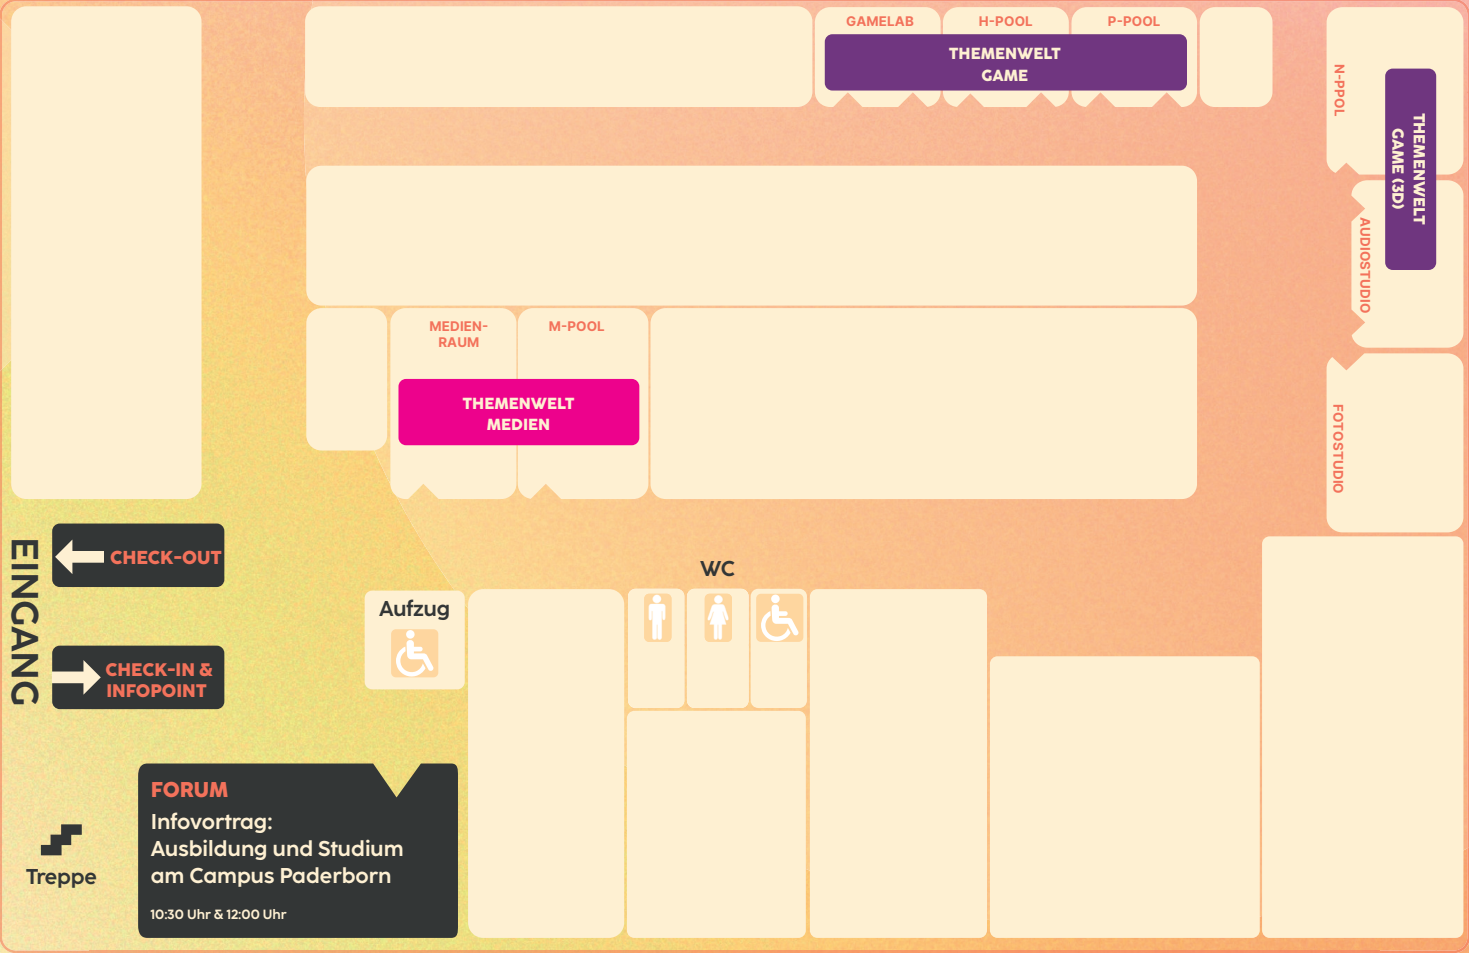 GAMELAB
H-POOL
P-POOL
THEMENWELT
GAME
N-PPOL
THEMENWELT
GAME (3D)
AUDIOSTUDIO
FOTOSTUDIO
MEDIEN-
RAUM
M-POOL
THEMENWELT
MEDIEN
EINGANG
CHECK-OUT
CHECK-IN &
INFOPOINT
Aufzug
WC
FORUM
Infovortrag:
Ausbildung und Studium
am Campus Paderborn
10:30 Uhr & 12:00 Uhr
Treppe